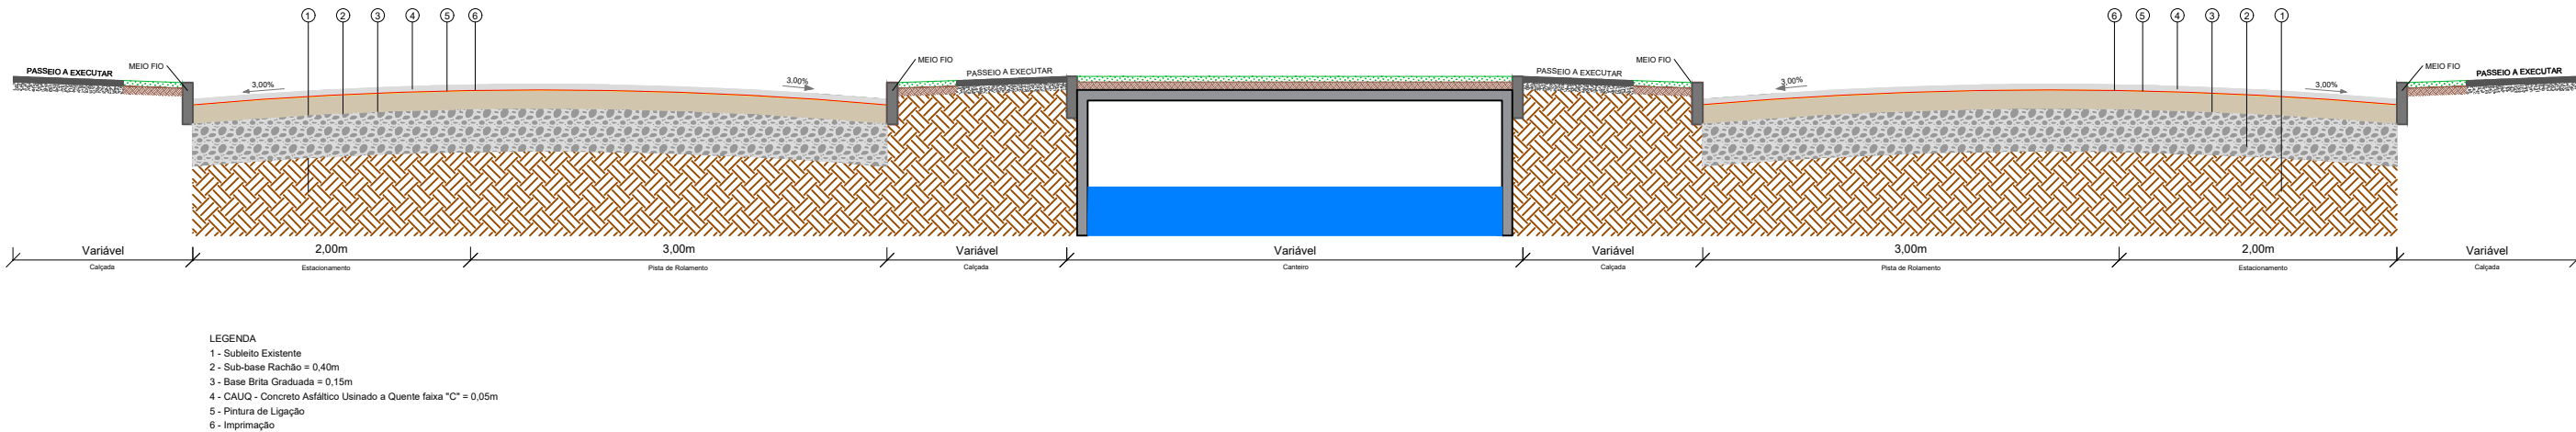 1 2 3 4 5 6 6 5 4 3 2 1
MEIO FIO MEIO FIO MEIO FIO MEIO FIO
PASSEIO A EXECUTAR PASSEIO A EXECUTAR PASSEIO A EXECUTAR PASSEIO A EXECUTAR
3,00% 3,00% 3,00% 3,00%
Variável 2,00m 3,00m Variável Variável Variável 3,00m 2,00m Variável
Calçada Estacionamento Pista de Rolamento Calçada Canteiro Calçada Pista de Rolamento Estacionamento Calçada
LEGENDA
1 - Subleito Existente
2 - Sub-base Rachão = 0,40m
3 - Base Brita Graduada = 0,15m
4 - CAUQ - Concreto Asfáltico Usinado a Quente faixa "C" = 0,05m
5 - Pintura de Ligação
6 - Imprimação